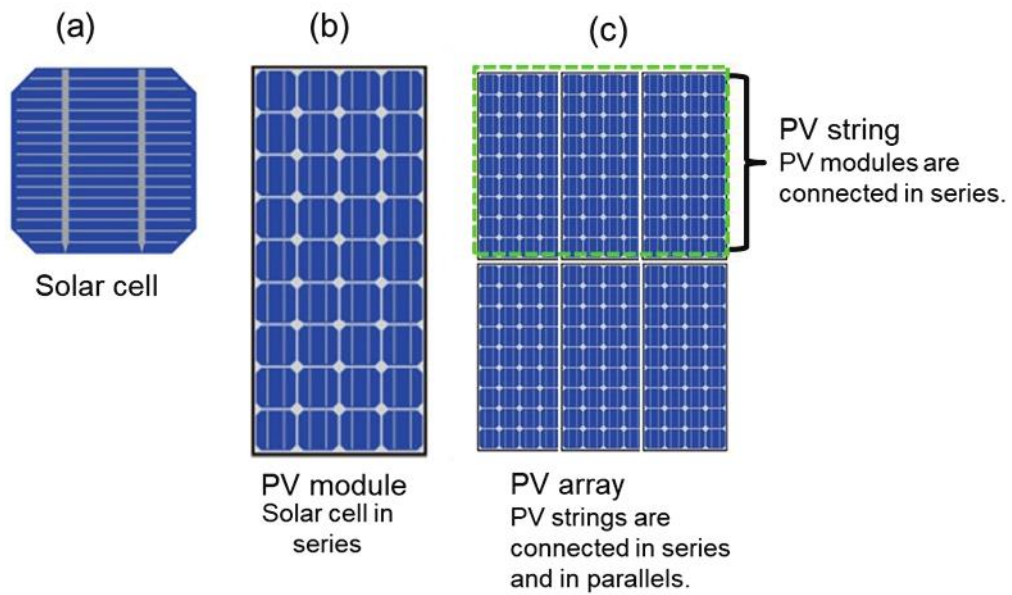 (a)
Solar cell
(b)
PV module
Solar cell in
series
(c)
PV string
PV modules are
connected in series.
PV array
PV strings are
connected in series
and in parallels.